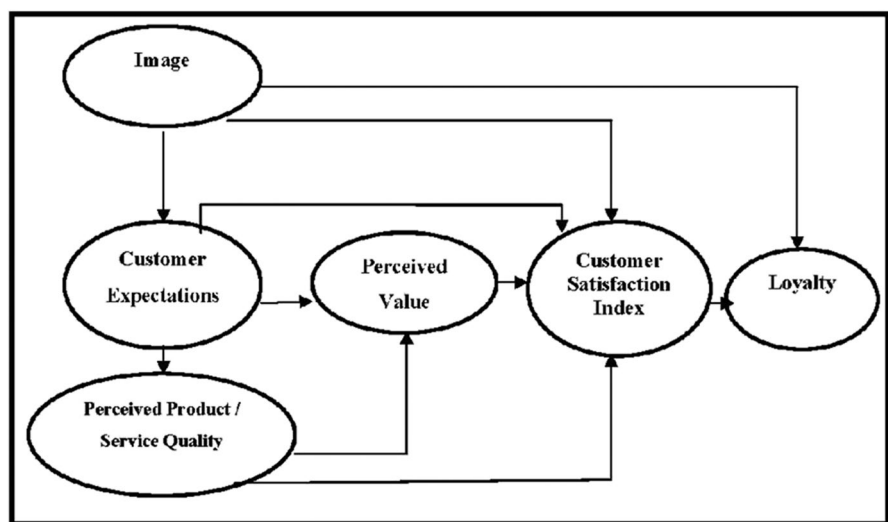 Image
Customer
Expectations
Perceived
Value
Customer
Satisfaction
Index
Loyalty
Perceived Product /
Service Quality